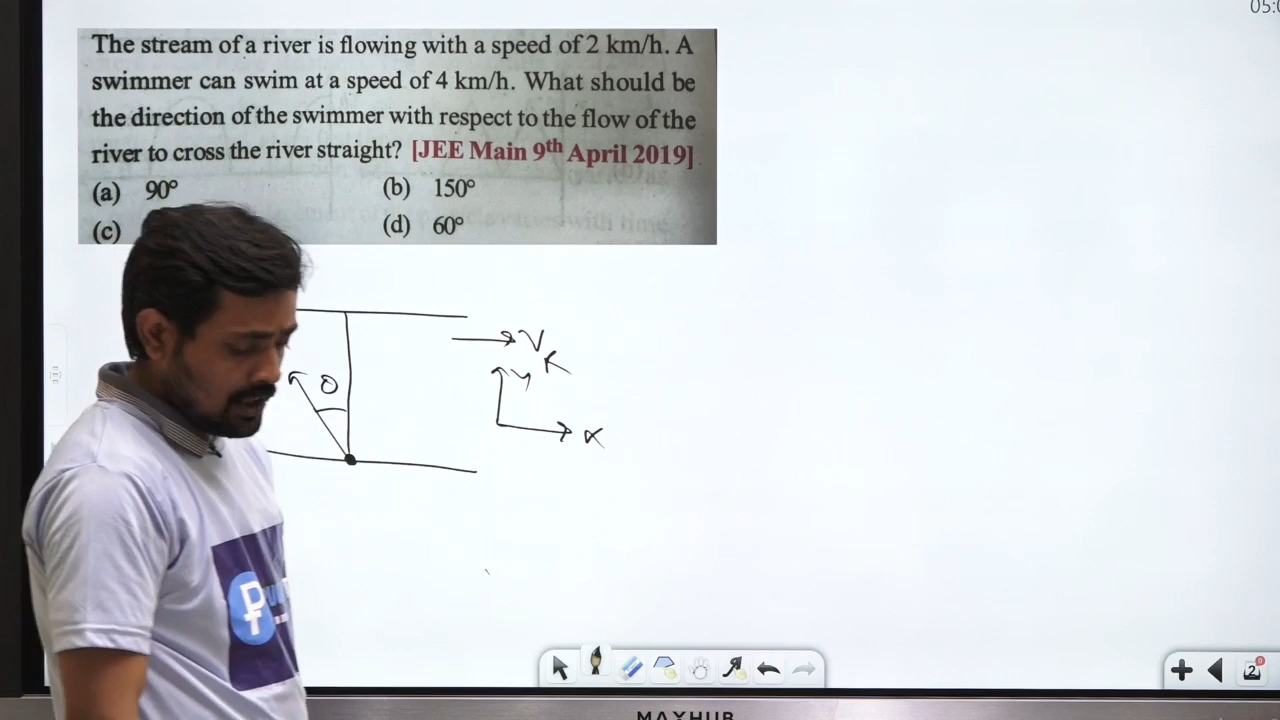 05:
The stream of a river is flowing with a speed of 2 km/h. A
swimmer can swim at a speed of 4 km/h. What should be
the direction of the swimmer with respect to the flow of the
river to cross the river straight? [JEE Main 9th April 2019]
(a) 90° (b) 150°
(c) (d) 60°
V
R
θ
y
x
2
MAXHUB